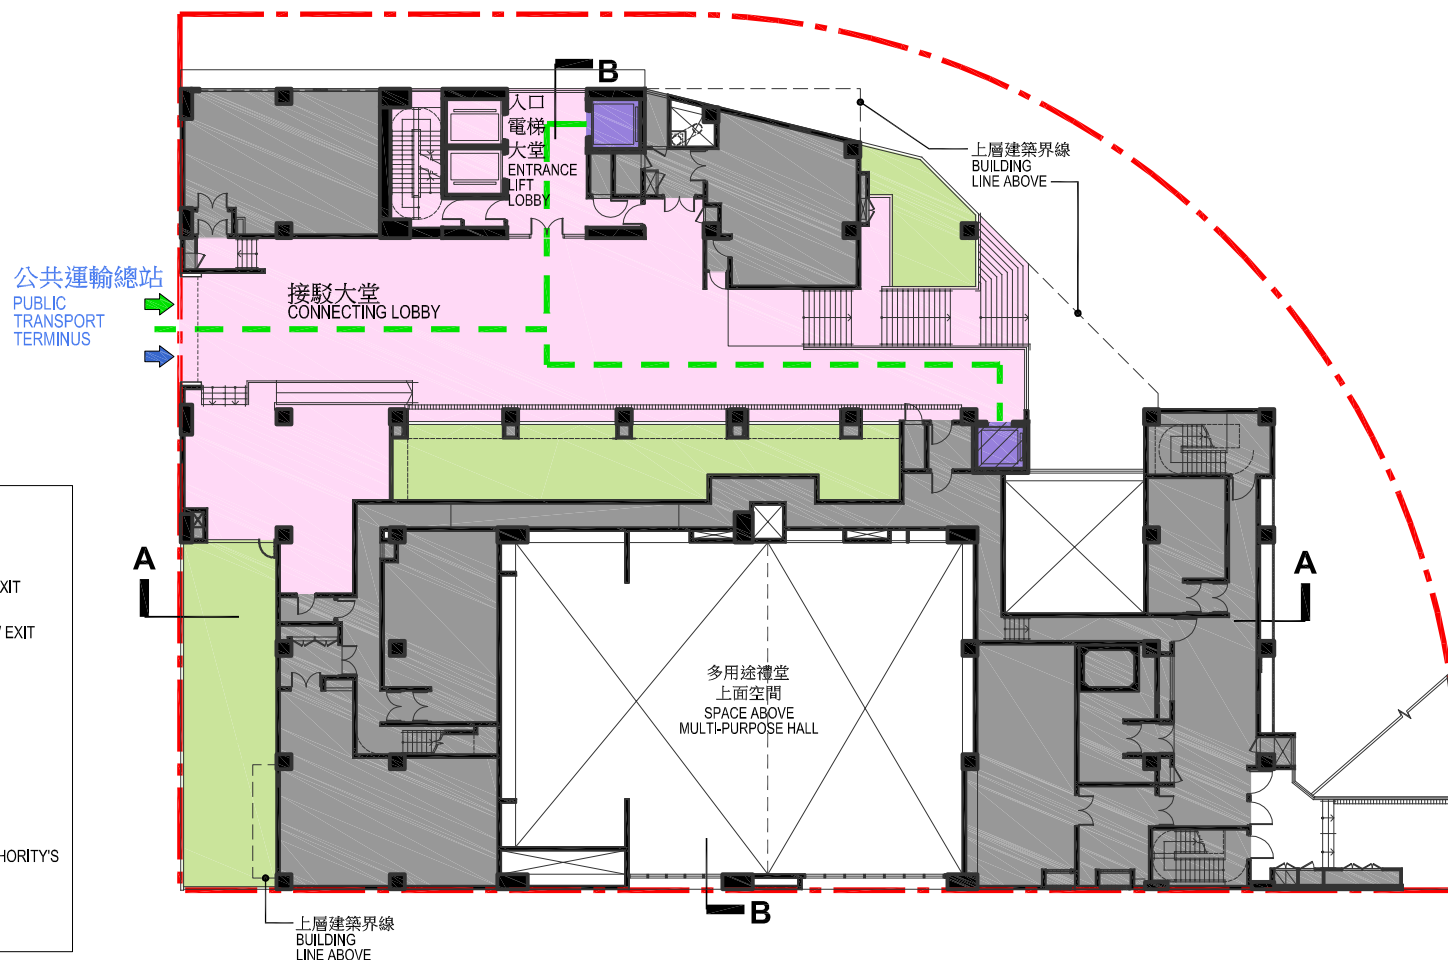 B
入口
電梯
大堂
ENTRANCE
LIFT
LOBBY
上層建築界線
BUILDING
LINE ABOVE
公共運輸總站
PUBLIC
TRANSPORT
TERMINUS
接駁大堂
CONNECTING LOBBY
A
A
XIT
EXIT
多用途禮堂
上面空間
SPACE ABOVE
MULTI-PURPOSE HALL
HORITY'S
B
上層建築界線
BUILDING
LINE ABOVE